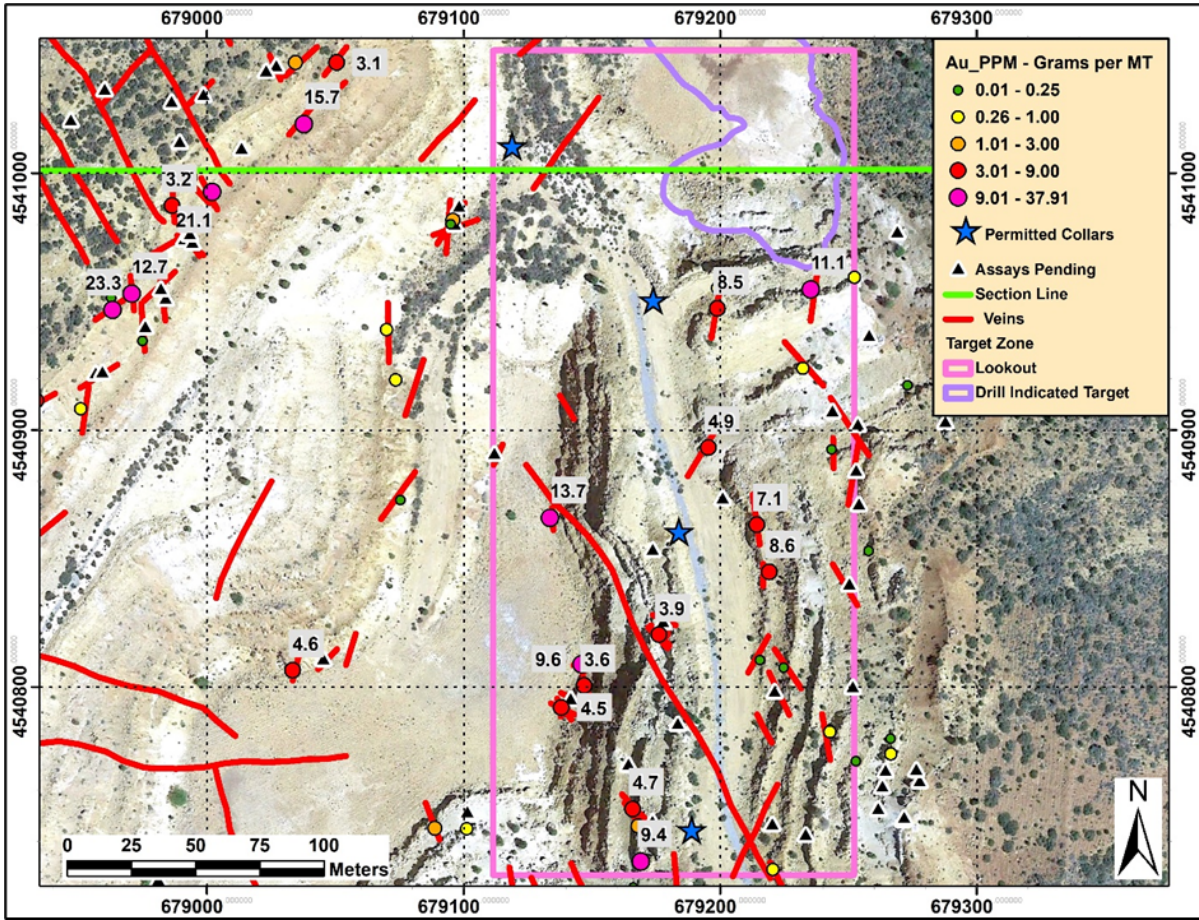 679000 679100 679200 679300
4541000
4540900
4540800
4541000
4540900
4540800
3.1
15.7
3.2
21.1
12.7
23.3
8.5
11.1
4.9
13.7
7.1
8.6
3.9
4.6
9.6 3.6
4.5
4.7
9.4
Au_PPM - Grams per MT
0.01 - 0.25
0.26 - 1.00
1.01 - 3.00
3.01 - 9.00
9.01 - 37.91
Permitted Collars
Assays Pending
Section Line
Veins
Target Zone
Lookout
Drill Indicated Target
N
0 25 50 75 100
Meters
679000 679100 679200 679300